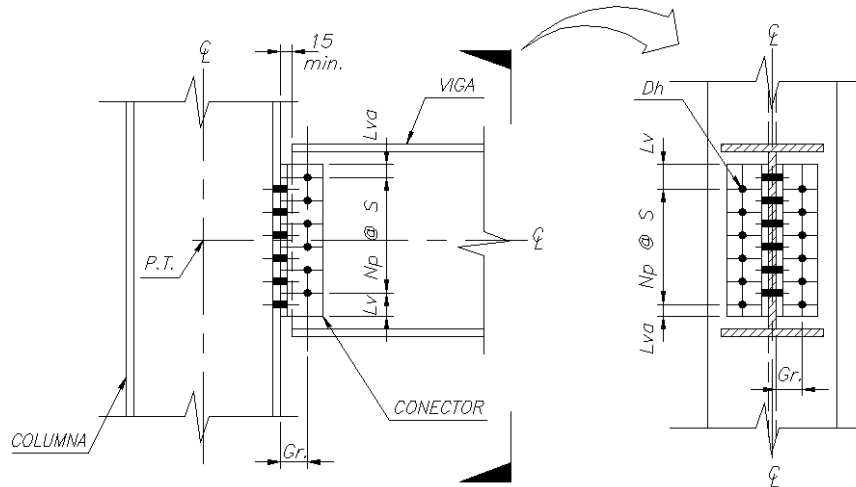 ℄
15
min.
VIGA
Lva
Np @ S
Lv
P.T.
℄
CONECTOR
COLUMNA
Gr.
℄
Dh
Lv
Np @ S
Lva
Gr.
℄